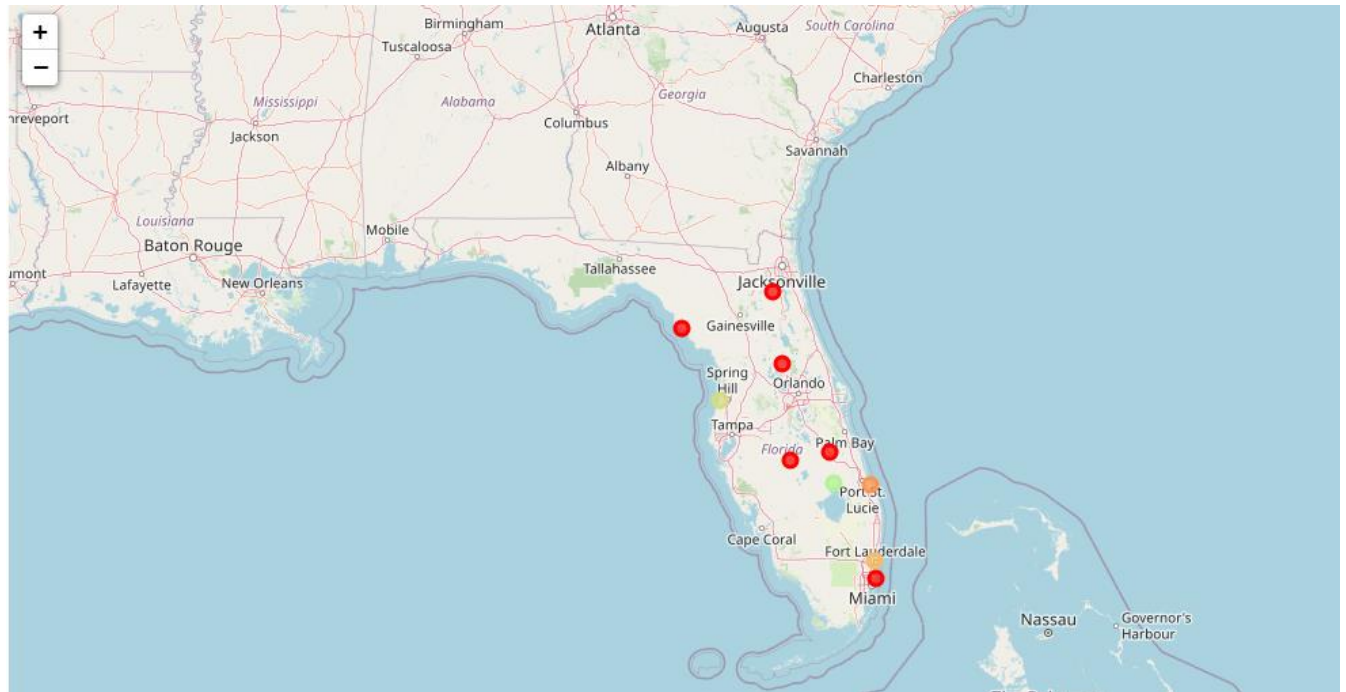 +
−
Birmingham
Atlanta
Augusta
South Carolina
Tuscaloosa
Charleston
Mississippi
Alabama
Georgia
hreveport
Columbus
Jackson
Savannah
Albany
Louisiana
Mobile
Baton Rouge
Tallahassee
umont
Lafayette
New Orleans
Jacksonville
Gainesville
Spring
Hill
Orlando
Tampa
Florida
Palm Bay
Port St.
Lucie
Cape Coral
Fort Lauderdale
Miami
Nassau
Governor's
Harbour